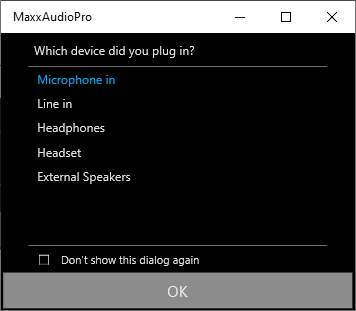 MaxxAudioPro
Which device did you plug in?
Microphone in
Line in
Headphones
Headset
External Speakers
Don't show this dialog again
OK